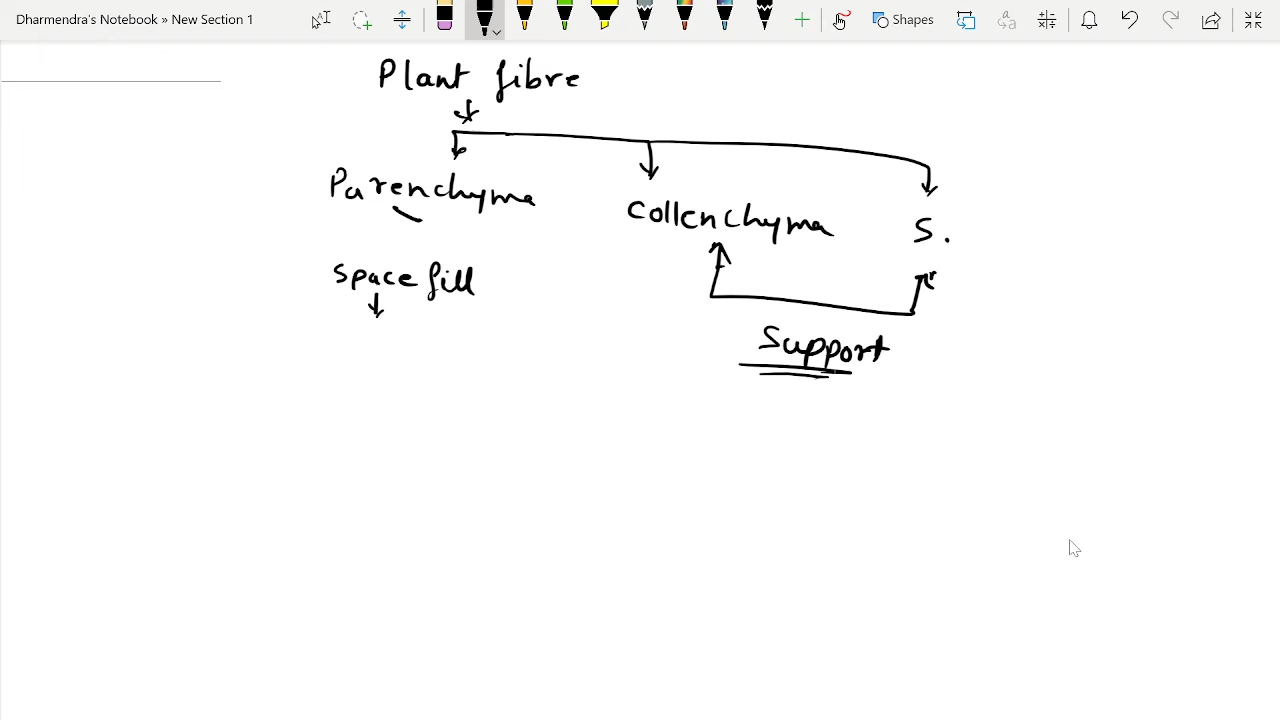 Dharmendra's Notebook » New Section 1
Shapes
Plant fibre
Parenchyma
Collenchyma
S.
Space fill
Support